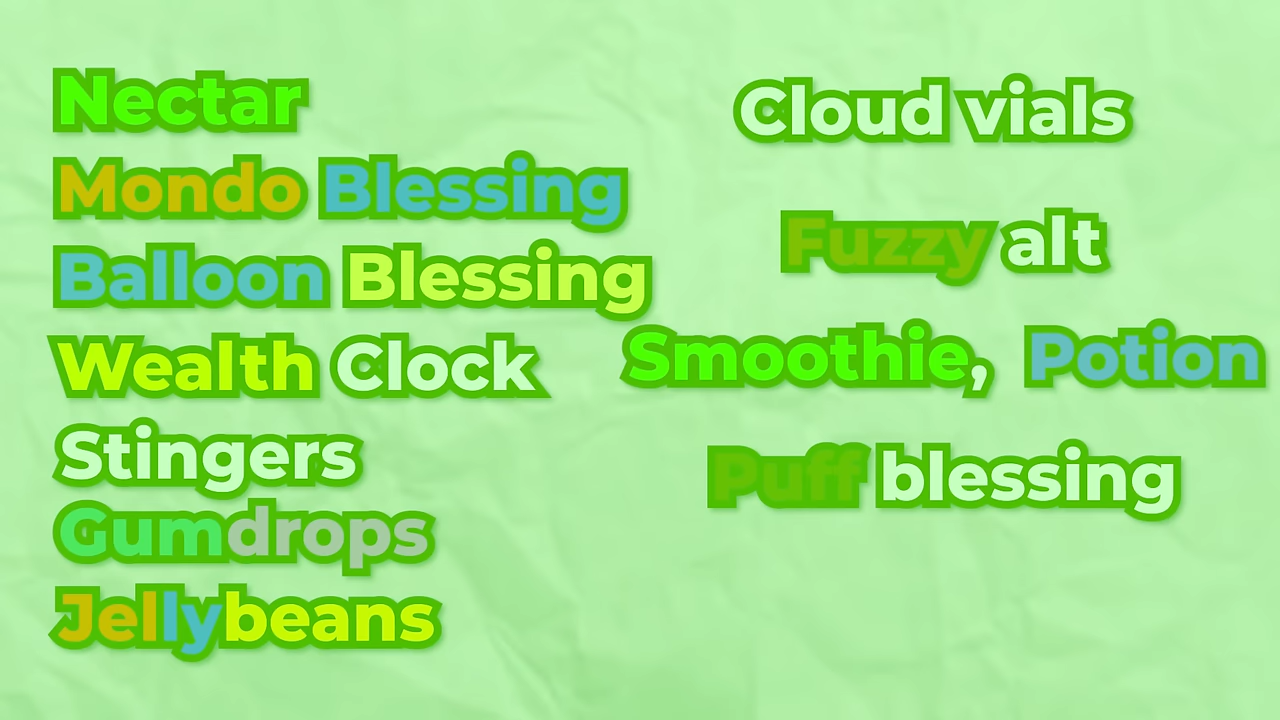 Nectar
Mondo Blessing
Balloon Blessing
Wealth Clock
Stingers
Gumdrops
Jellybeans
Cloud vials
Fuzzy alt
Smoothie, Potion
Puff blessing